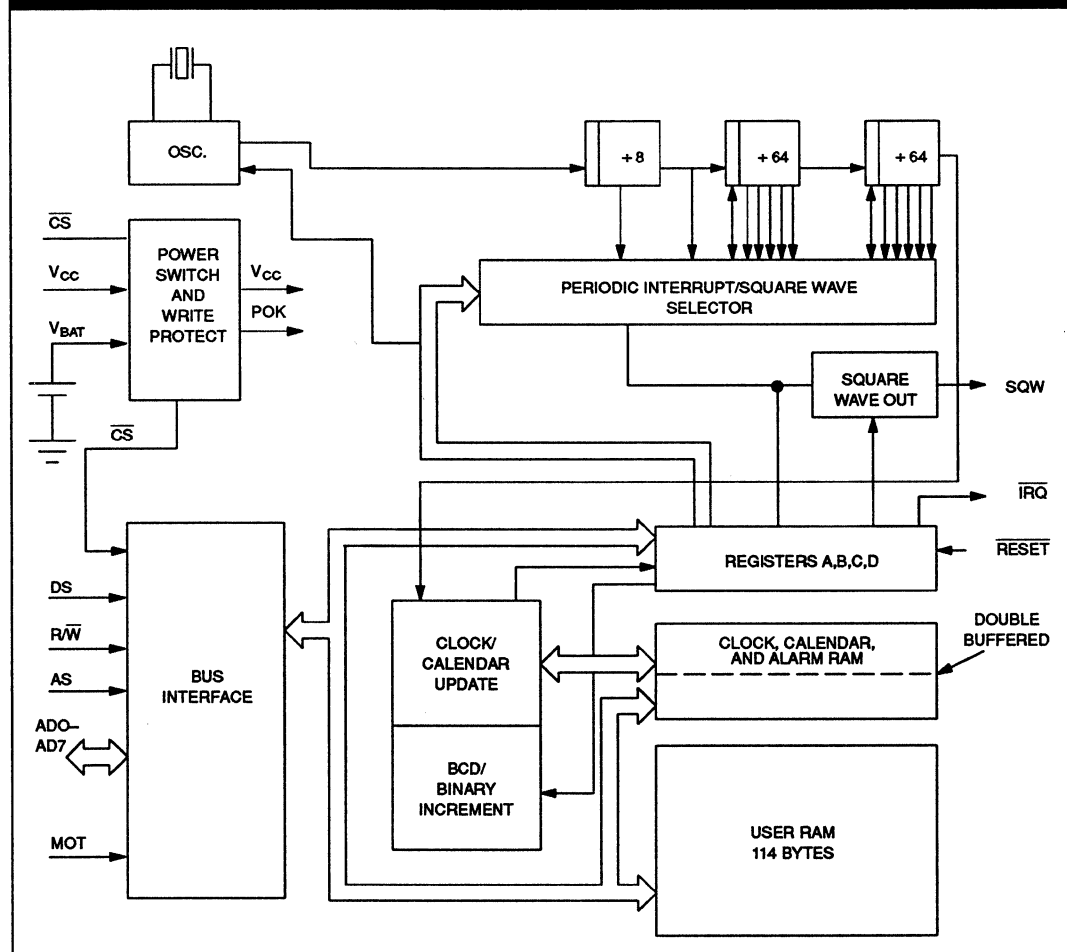 OSC.
÷ 8
÷ 64
÷ 64
CS
VCC
VBAT
POWER
SWITCH
AND
WRITE
PROTECT
VCC
POK
CS
PERIODIC INTERRUPT/SQUARE WAVE
SELECTOR
SQUARE
WAVE OUT
SQW
IRQ
RESET
REGISTERS A,B,C,D
DS
R/W
AS
ADO–
AD7
MOT
BUS
INTERFACE
CLOCK/
CALENDAR
UPDATE
BCD/
BINARY
INCREMENT
CLOCK, CALENDAR,
AND ALARM RAM
DOUBLE
BUFFERED
USER RAM
114 BYTES